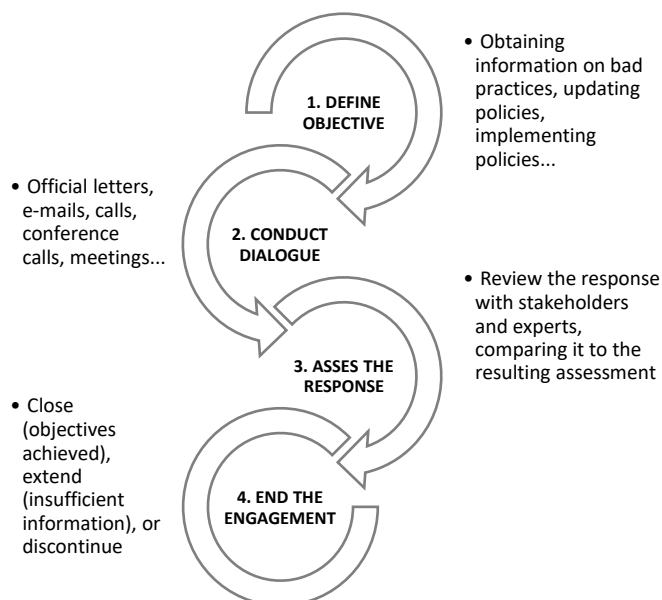 1. DEFINE
OBJECTIVE
• Obtaining
information on bad
practices, updating
policies,
implementing
policies...
• Official letters,
e-mails, calls,
conference
calls, meetings...
2. CONDUCT
DIALOGUE
• Review the response
with stakeholders
and experts,
comparing it to the
resulting assessment
3. ASSES THE
RESPONSE
• Close
(objectives
achieved),
extend
(insufficient
information), or
discontinue
4. END THE
ENGAGEMENT